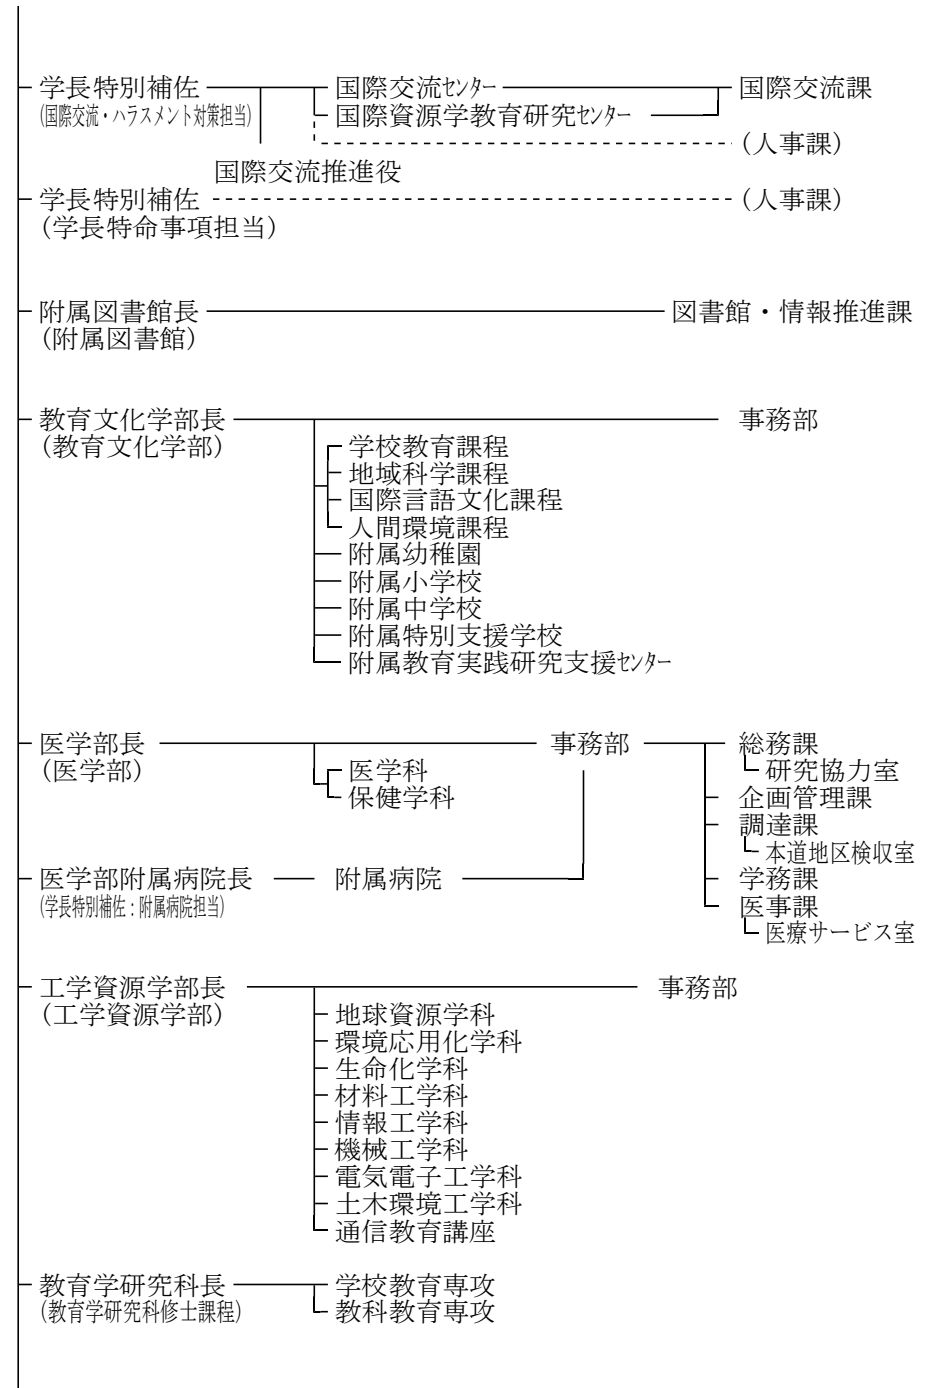 学長特別補佐 国際交流センター 国際交流課
(国際交流・ハラスメント対策担当) 国際資源学教育研究センター
(人事課)
国際交流推進役
学長特別補佐 (人事課)
(学長特命事項担当)
附属図書館長 図書館・情報推進課
(附属図書館)
教育文化学部長 事務部
(教育文化学部) 学校教育課程
地域科学課程
国際言語文化課程
人間環境課程
附属幼稚園
附属小学校
附属中学校
附属特別支援学校
附属教育実践研究支援センター
医学部長 事務部 総務課
(医学部) 医学科 研究協力室
保健学科 企画管理課
調達課
本道地区検収室
医学部附属病院長 附属病院 学務課
(学長特別補佐:附属病院担当) 医事課
医療サービス室
工学資源学部長 事務部
(工学資源学部) 地球資源学科
環境応用化学科
生命化学科
材料工学科
情報工学科
機械工学科
電気電子工学科
土木環境工学科
通信教育講座
教育学研究科長 学校教育専攻
(教育学研究科修士課程) 教科教育専攻